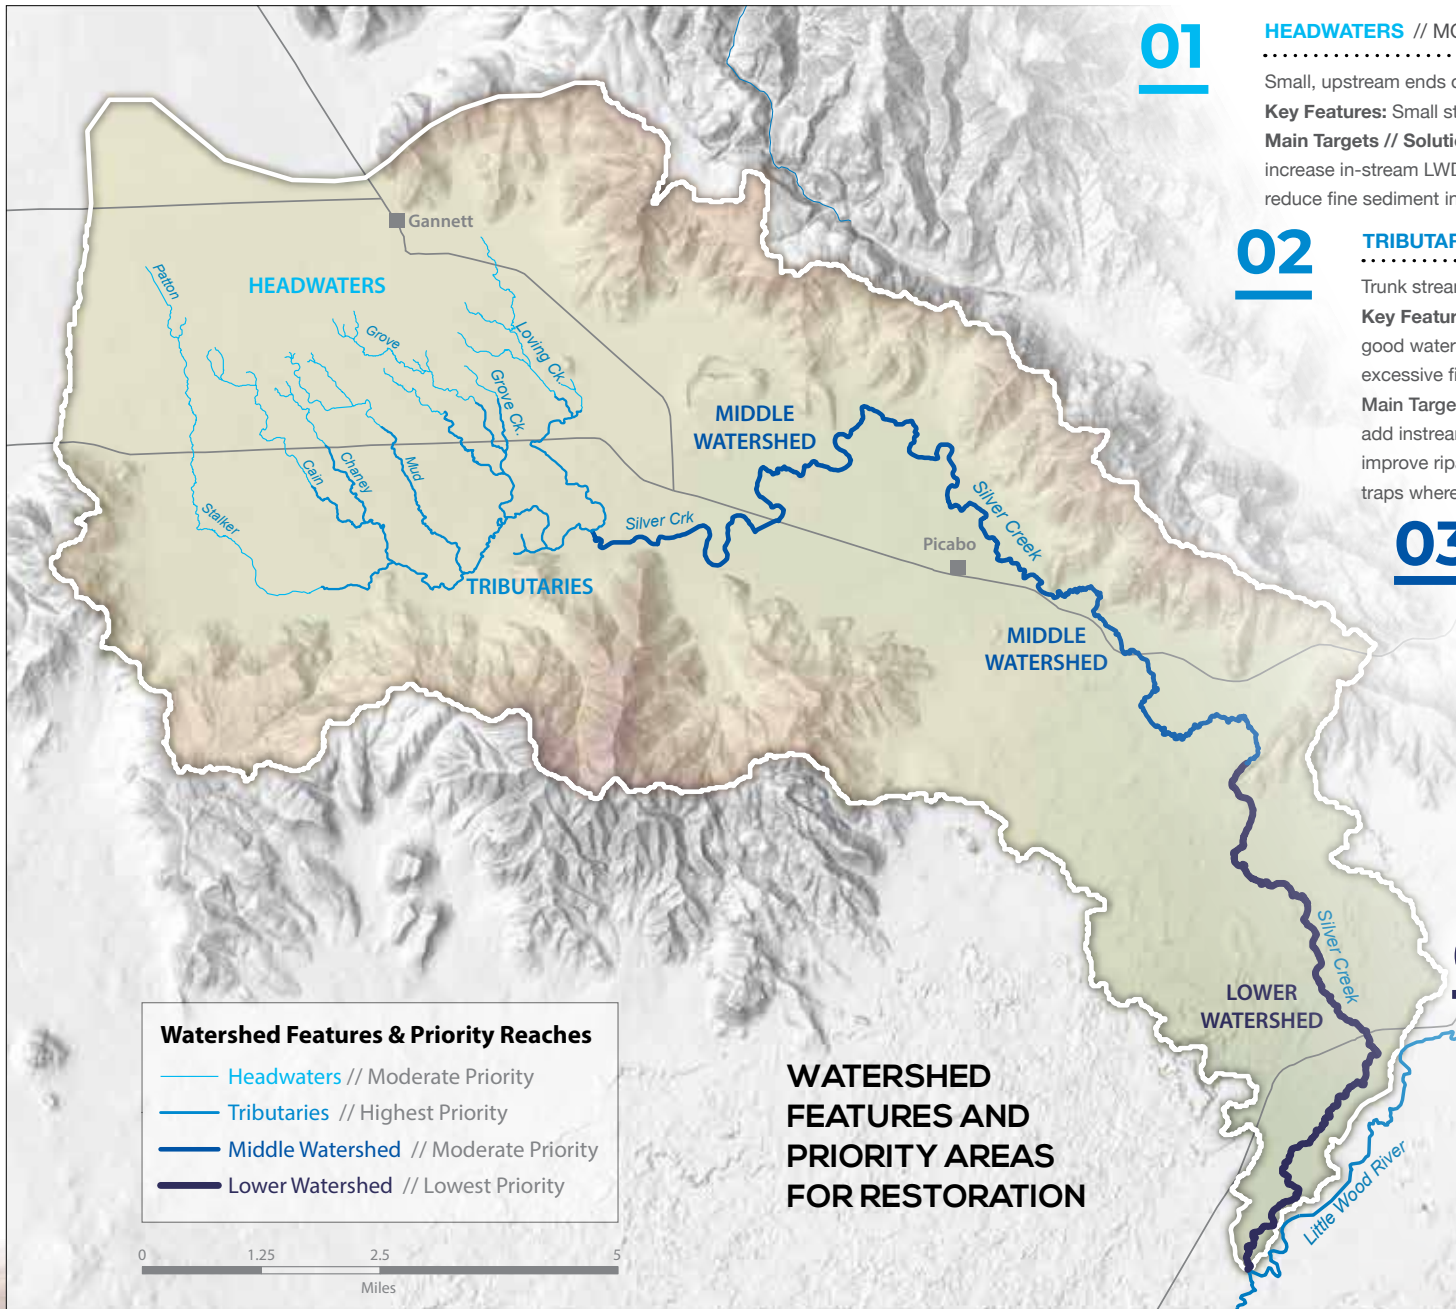 01
HEADWATERS // MO
Small, upstream ends o
Key Features: Small st
Main Targets // Soluti
increase in-stream LWD
reduce fine sediment in
02
TRIBUTAR
Trunk strea
Key Featur
good water
excessive fi
Main Targe
add instrea
improve rip
traps where
03
Gannett
HEADWATERS
Patton
Grove
Loving Ck.
Grove Ck.
Cain
Chaney
Mud
Stalker
TRIBUTARIES
Silver Crk
MIDDLE
WATERSHED
Silver Creek
Picabo
MIDDLE
WATERSHED
Silver Creek
LOWER
WATERSHED
Little Wood River
Watershed Features & Priority Reaches
Headwaters // Moderate Priority
Tributaries // Highest Priority
Middle Watershed // Moderate Priority
Lower Watershed // Lowest Priority
0 1.25 2.5 5
Miles
WATERSHED
FEATURES AND
PRIORITY AREAS
FOR RESTORATION